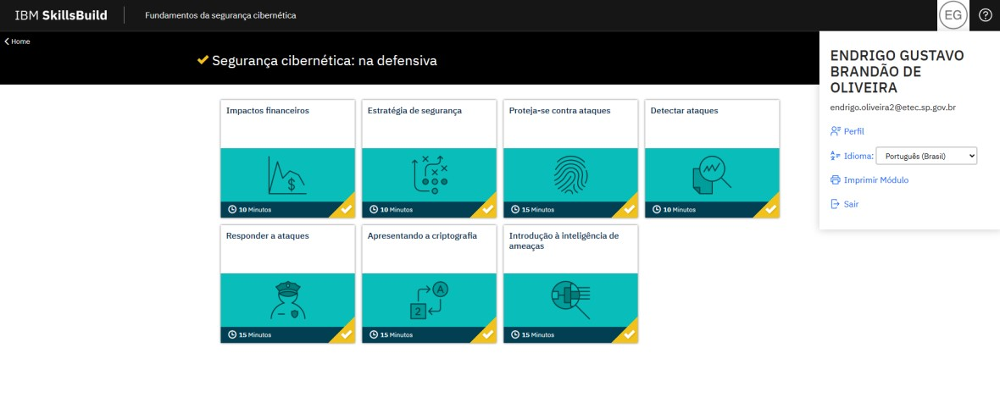 IBM SkillsBuild
Fundamentos da segurança cibernética
EG
?
Home
Segurança cibernética: na defensiva
ENDRIGO GUSTAVO
BRANDÃO DE
OLIVEIRA
endrigo.oliveira2@etec.sp.gov.br
Perfil
Idioma: Português (Brasil)
Imprimir Módulo
Sair
Impactos financeiros
$
10 Minutos
Estratégia de segurança
10 Minutos
Proteja-se contra ataques
15 Minutos
Detectar ataques
10 Minutos
Responder a ataques
15 Minutos
Apresentando a criptografia
A
2
15 Minutos
Introdução à inteligência de
ameaças
15 Minutos